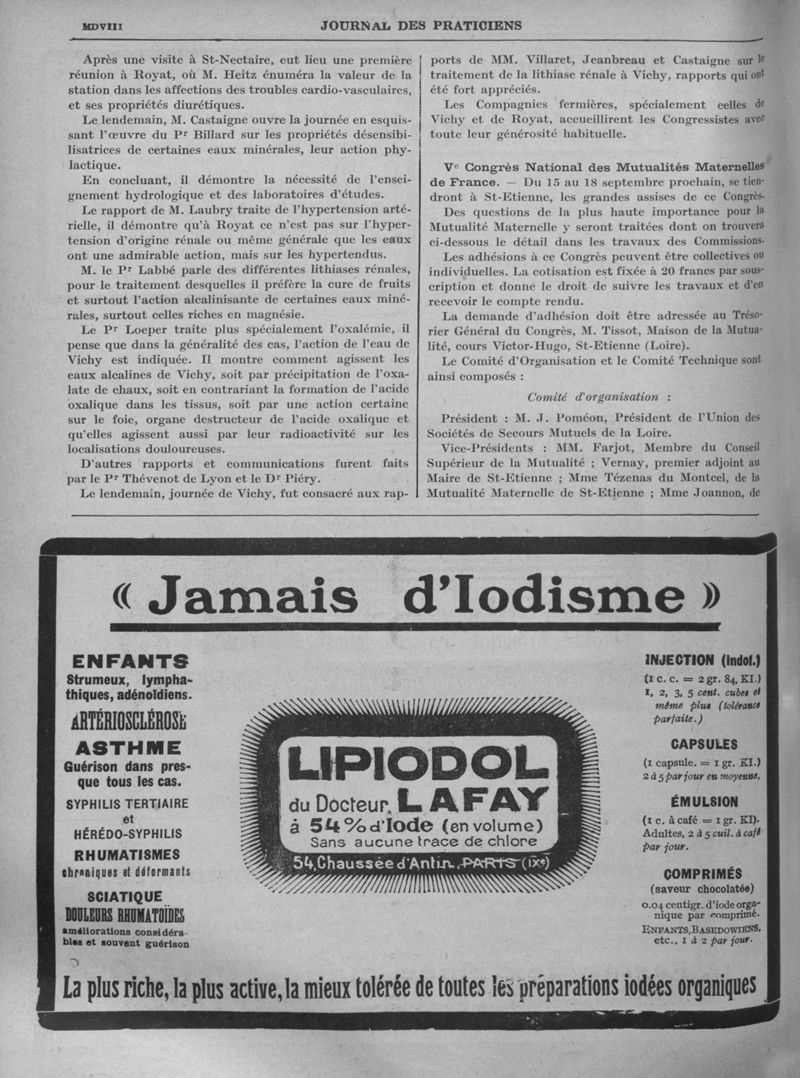 MDVIII
JOURNAL DES PRATICIENS
Après une visite à St-Nectaire, eut lieu une première
réunion à Royat, où M. Heitz énuméra la valeur de la
station dans les affections des troubles cardio-vasculaires,
et ses propriétés diurétiques.
Le lendemain, M. Castaigne ouvre la journée en esquis-
sant l'œuvre du Pr Billard sur les propriétés désensibi-
lisatrices de certaines eaux minérales, leur action phy-
lactique.
En concluant, il démontre la nécessité de l'ensei-
gnement hydrologique et des laboratoires d'études.
Le rapport de M. Laubry traite de l'hypertension arté-
rielle, il démontre qu'à Royat ce n'est pas sur l'hyper-
tension d'origine rénale ou même générale que les eaux
ont une admirable action, mais sur les hypertendus.
M. le Pr Labbé parle des différentes lithiases rénales,
pour le traitement desquelles il préfère la cure de fruits
et surtout l'action alcalinisante de certaines eaux miné-
rales, surtout celles riches en magnésie.
Le Pr Loeper traite plus spécialement l'oxalémie, il
pense que dans la généralité des cas, l'action de l'eau de
Vichy est indiquée. Il montre comment agissent les
eaux alcalines de Vichy, soit par précipitation de l'oxa-
late de chaux, soit en contrariant la formation de l'acide
oxalique dans les tissus, soit par une action certaine
sur le foie, organe destructeur de l'acide oxalique et
qu'elles agissent aussi par leur radioactivité sur les
localisations douloureuses.
D'autres rapports et communications furent faits
par le Pr Thévenot de Lyon et le Dr Piéry.
Le lendemain, journée de Vichy, fut consacré aux rap-
ports de MM. Villaret, Jeanbreau et Castaigne sur le
traitement de la lithiase rénale à Vichy, rapports qui ont
été fort appréciés.
Les Compagnies fermières, spécialement celles de
Vichy et de Royat, accueillirent les Congressistes avec
toute leur générosité habituelle.
Ve Congrès National des Mutualités Maternelles
de France. — Du 15 au 18 septembre prochain, se tien-
dront à St-Etienne, les grandes assises de ce Congrès.
Des questions de la plus haute importance pour la
Mutualité Maternelle y seront traitées dont on trouvera
ci-dessous le détail dans les travaux des Commissions.
Les adhésions à ce Congrès peuvent être collectives ou
individuelles. La cotisation est fixée à 20 francs par sous-
cription et donne le droit de suivre les travaux et d'en
recevoir le compte rendu.
La demande d'adhésion doit être adressée au Tréso-
rier Général du Congrès, M. Tissot, Maison de la Mutua-
lité, cours Victor-Hugo, St-Etienne (Loire).
Le Comité d'Organisation et le Comité Technique sont
ainsi composés :
Comité d'organisation :
Président : M. J. Poméon, Président de l'Union des
Sociétés de Secours Mutuels de la Loire.
Vice-Présidents : MM. Farjot, Membre du Conseil
Supérieur de la Mutualité ; Vernay, premier adjoint au
Maire de St-Etienne ; Mme Tézenas du Montcel, de la
Mutualité Maternelle de St-Etienne ; Mme Joannon, de
« Jamais d'Iodisme »
ENFANTS
Strumeux, lympha-
thiques, adénoïdiens.
ARTÉRIOSCLÉROSE
ASTHME
Guérison dans pres-
que tous les cas.
SYPHILIS TERTIAIRE
et
HÉRÉDO-SYPHILIS
RHUMATISMES
chroniques et déformants
SCIATIQUE
DOULEURS RHUMATOÏDES
améliorations considéra-
bles et souvent guérison
LIPIODOL
du Docteur. LAFAY
à 54% d'Iode (en volume)
Sans aucune trace de chlore
54, Chaussée d'Antin, PARIS (IXe)
INJECTION (Indol.)
(1 c. c. = 2 gr. 84, KI.)
1, 2, 3, 5 cent. cubes et
même plus (tolérance
parfaite.)
CAPSULES
(1 capsule. = 1 gr. KI.)
2 à 5 par jour en moyenne.
ÉMULSION
(1 c. à café = 1 gr. KI).
Adultes, 2 à 5 cuil. à café
par jour.
COMPRIMÉS
(saveur chocolatée)
0.04 centigr. d'iode orga-
nique par comprimé.
ENFANTS, BASEDOWIENS,
etc., 1 à 2 par jour.
La plus riche, la plus active, la mieux tolérée de toutes les préparations iodées organiques